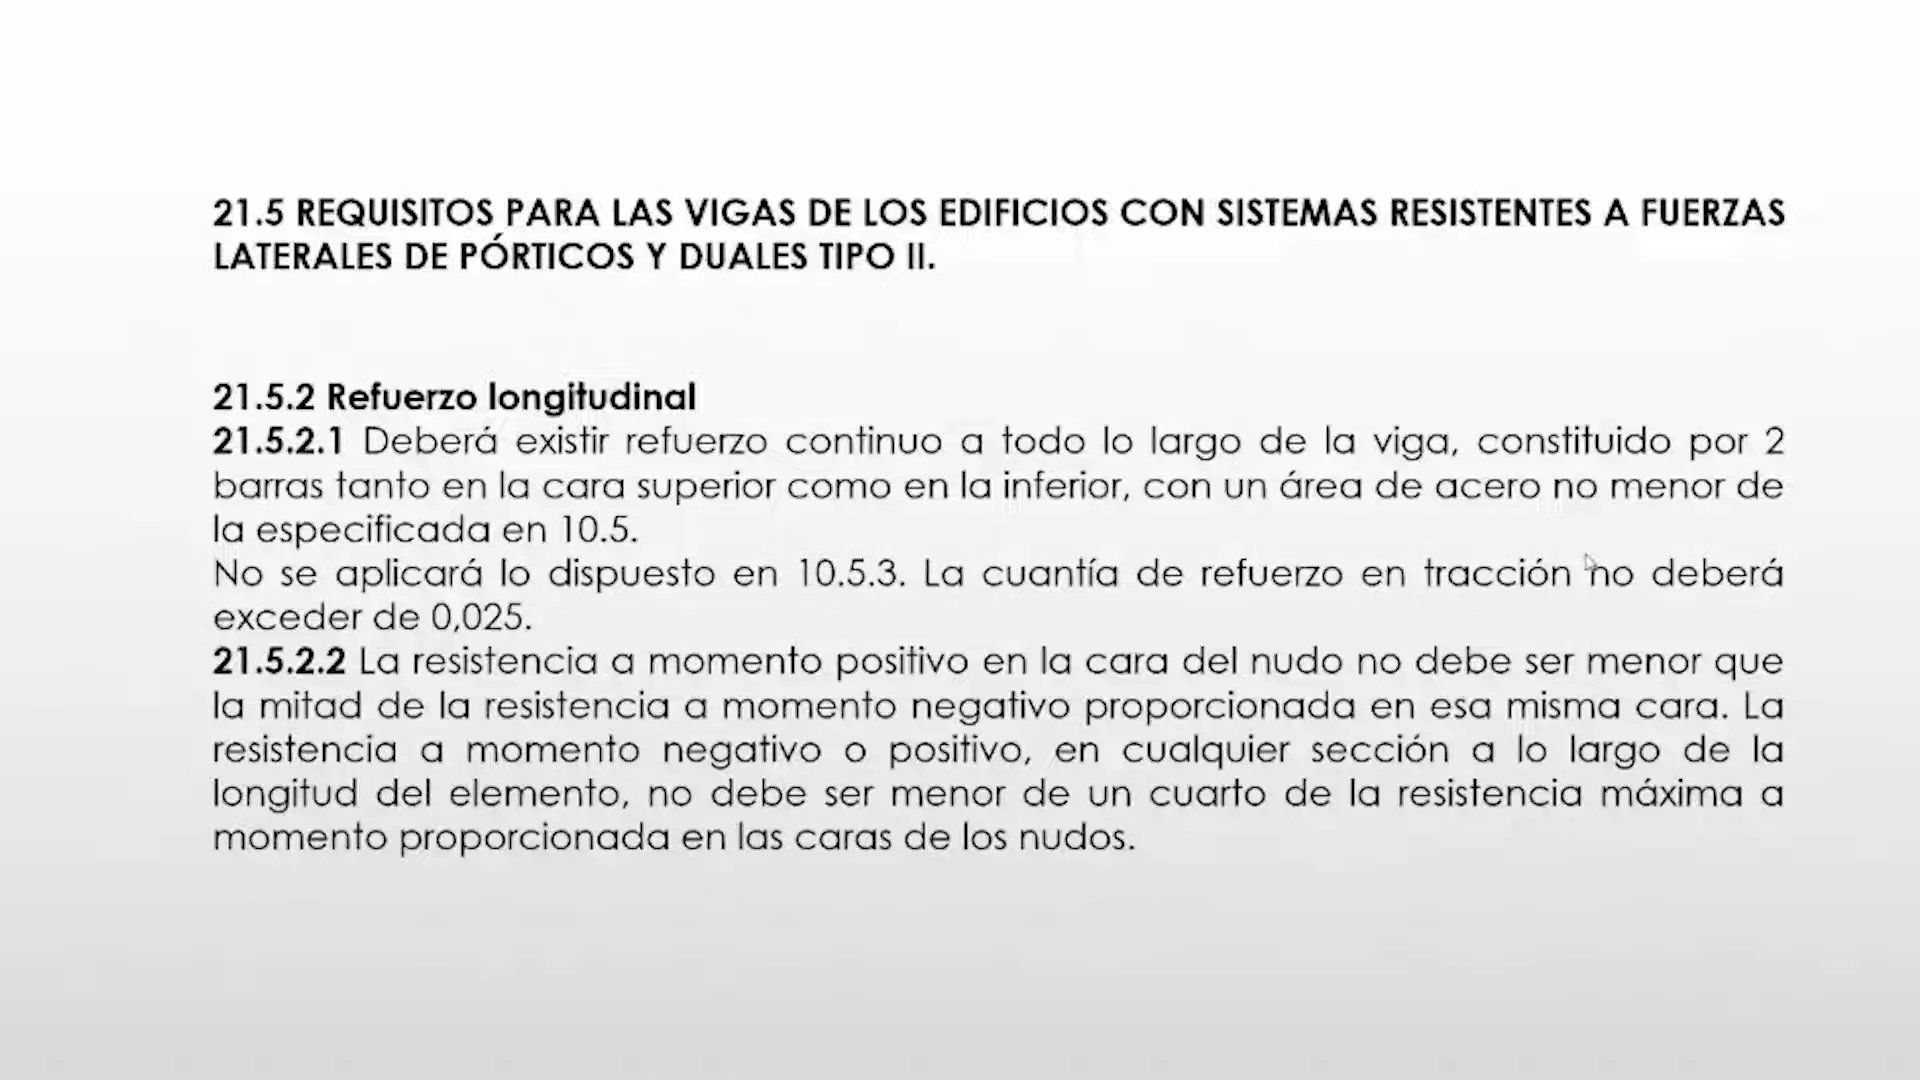 21.5 REQUISITOS PARA LAS VIGAS DE LOS EDIFICIOS CON SISTEMAS RESISTENTES A FUERZAS
LATERALES DE PÓRTICOS Y DUALES TIPO II.
21.5.2 Refuerzo longitudinal
21.5.2.1 Deberá existir refuerzo continuo a todo lo largo de la viga, constituido por 2
barras tanto en la cara superior como en la inferior, con un área de acero no menor de
la especificada en 10.5.
No se aplicará lo dispuesto en 10.5.3. La cuantía de refuerzo en tracción no deberá
exceder de 0,025.
21.5.2.2 La resistencia a momento positivo en la cara del nudo no debe ser menor que
la mitad de la resistencia a momento negativo proporcionada en esa misma cara. La
resistencia a momento negativo o positivo, en cualquier sección a lo largo de la
longitud del elemento, no debe ser menor de un cuarto de la resistencia máxima a
momento proporcionada en las caras de los nudos.